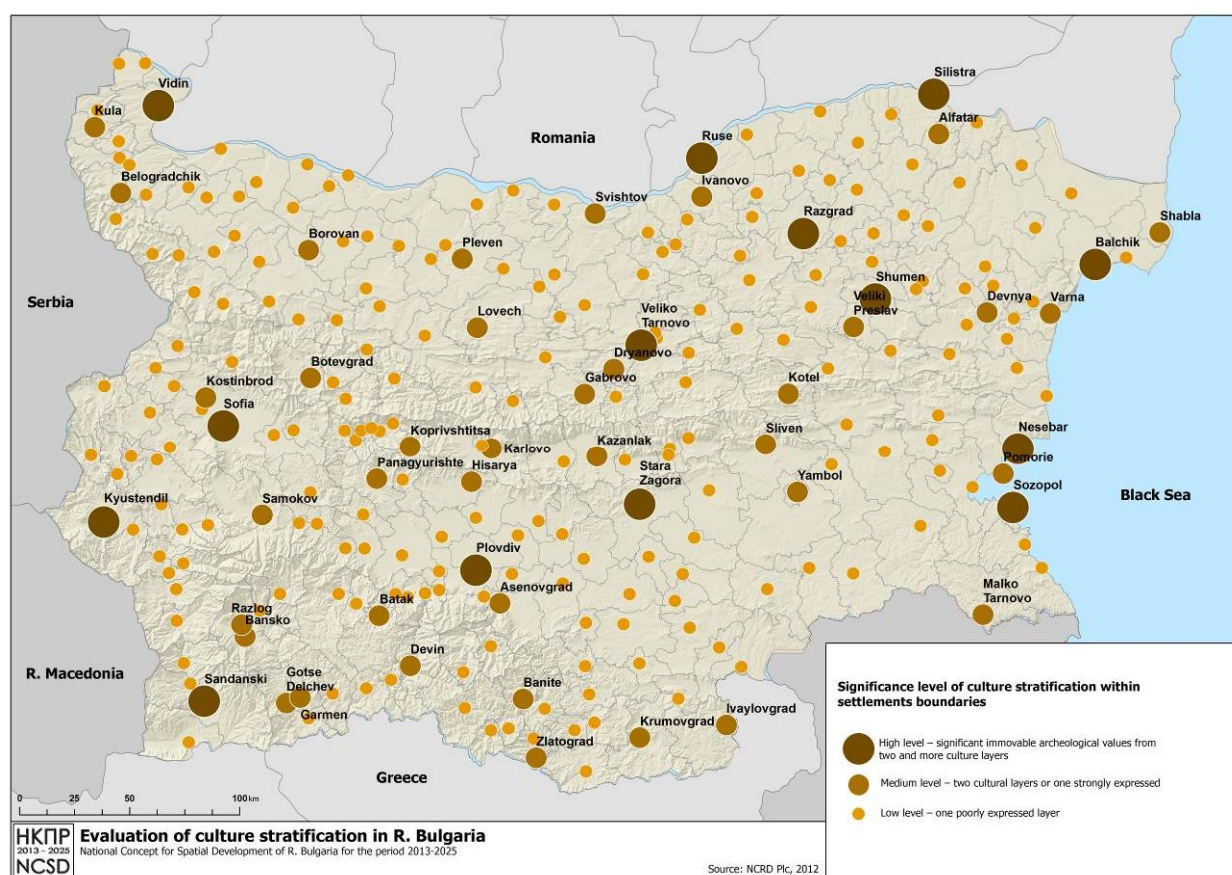 Silistra
Vidin
Kula
Alfatar
Romania
Ruse
Belogradchik
Ivanovo
Svishtov
Razgrad
Shabla
Borovan
Pleven
Balchik
Shumen
Serbia
Veliki
Preslav
Devnya
Varna
Lovech
Veliko
Tarnovo
Dryanovo
Botevgrad
Kostinbrod
Gabrovo
Kotel
Sofia
Nesebar
Koprivshtitsa
Karlovo
Kazanlak
Sliven
Pomorie
Panagyurishte
Hisarya
Stara
Zagora
Yambol
Sozopol
Black Sea
Kyustendil
Samokov
Plovdiv
Asenovgrad
Malko
Tarnovo
Batak
Razlog
Bansko
R. Macedonia
Devin
Sandanski
Gotse
Delchev
Garmen
Banite
Krumovgrad
Ivaylovgrad
Zlatograd
Greece
Significance level of culture stratification within
settlements boundaries
High level – significant immovable archeological values from
two and more culture layers
Medium level – two cultural layers or one strongly expressed
Low level – one poorly expressed layer
0 25 50 100 km
НКПР
2013 - 2025
NCSD
Evaluation of culture stratification in R. Bulgaria
National Concept for Spatial Development of R. Bulgaria for the period 2013-2025
Source: NCRD Plc, 2012